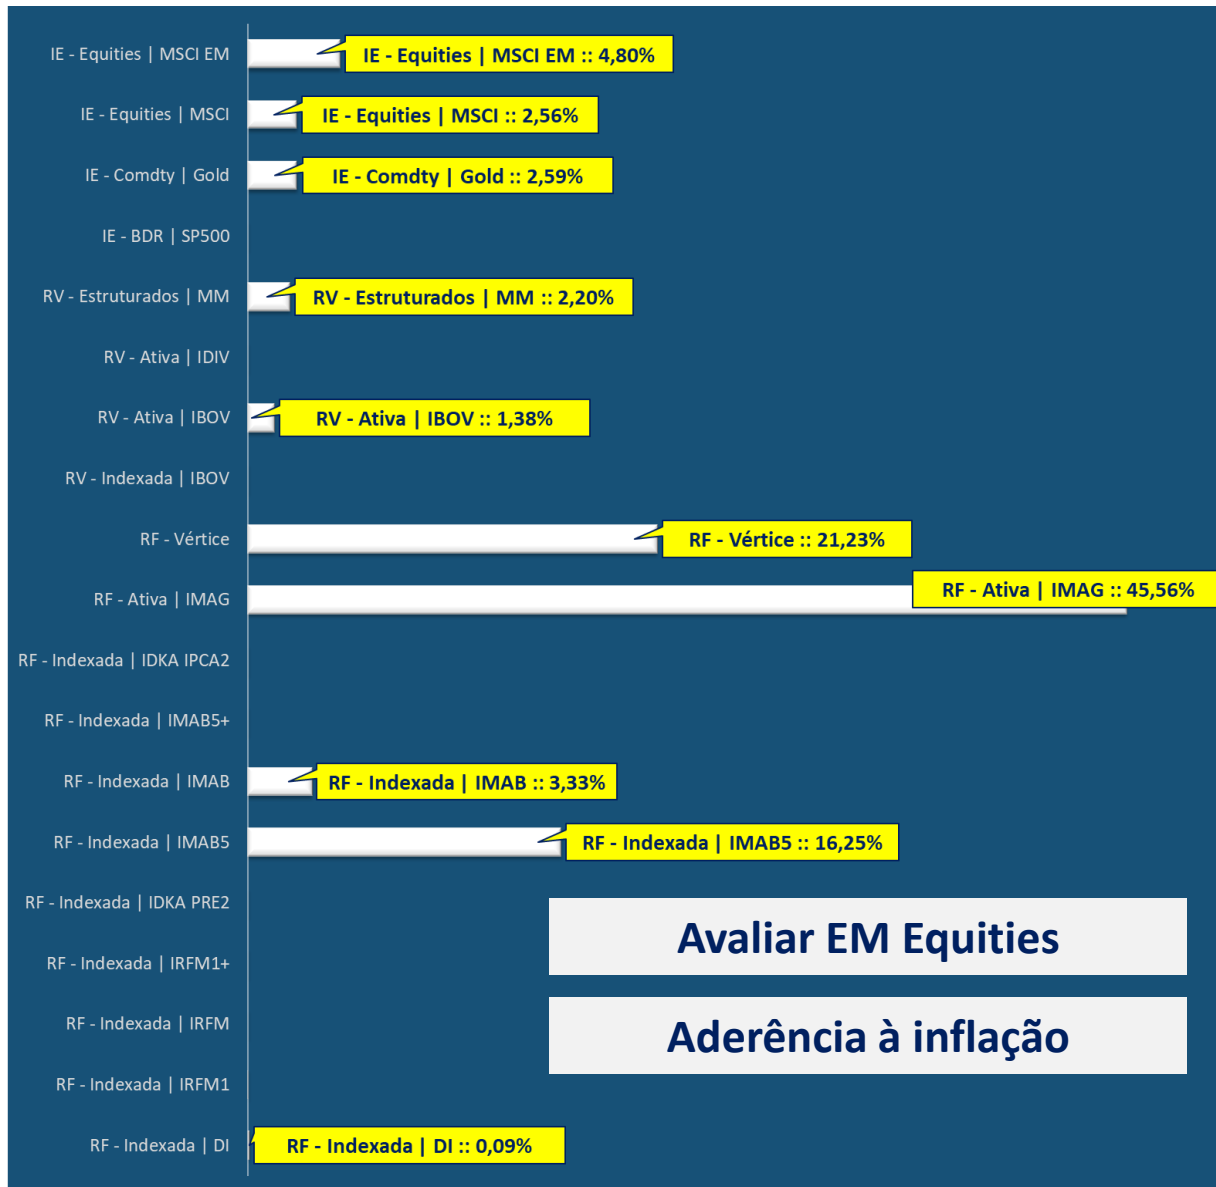 IE - Equities | MSCI EM
IE - Equities | MSCI EM :: 4,80%
IE - Equities | MSCI
IE - Equities | MSCI :: 2,56%
IE - Comdty | Gold
IE - Comdty | Gold :: 2,59%
IE - BDR | SP500
RV - Estruturados | MM
RV - Estruturados | MM :: 2,20%
RV - Ativa | IDIV
RV - Ativa | IBOV
RV - Ativa | IBOV :: 1,38%
RV - Indexada | IBOV
RF - Vértice
RF - Vértice :: 21,23%
RF - Ativa | IMAG
RF - Ativa | IMAG :: 45,56%
RF - Indexada | IDKA IPCA2
RF - Indexada | IMAB5+
RF - Indexada | IMAB
RF - Indexada | IMAB :: 3,33%
RF - Indexada | IMAB5
RF - Indexada | IMAB5 :: 16,25%
RF - Indexada | IDKA PRE2
Avaliar EM Equities
RF - Indexada | IRFM1+
RF - Indexada | IRFM
Aderência à inflação
RF - Indexada | IRFM1
RF - Indexada | DI
RF - Indexada | DI :: 0,09%